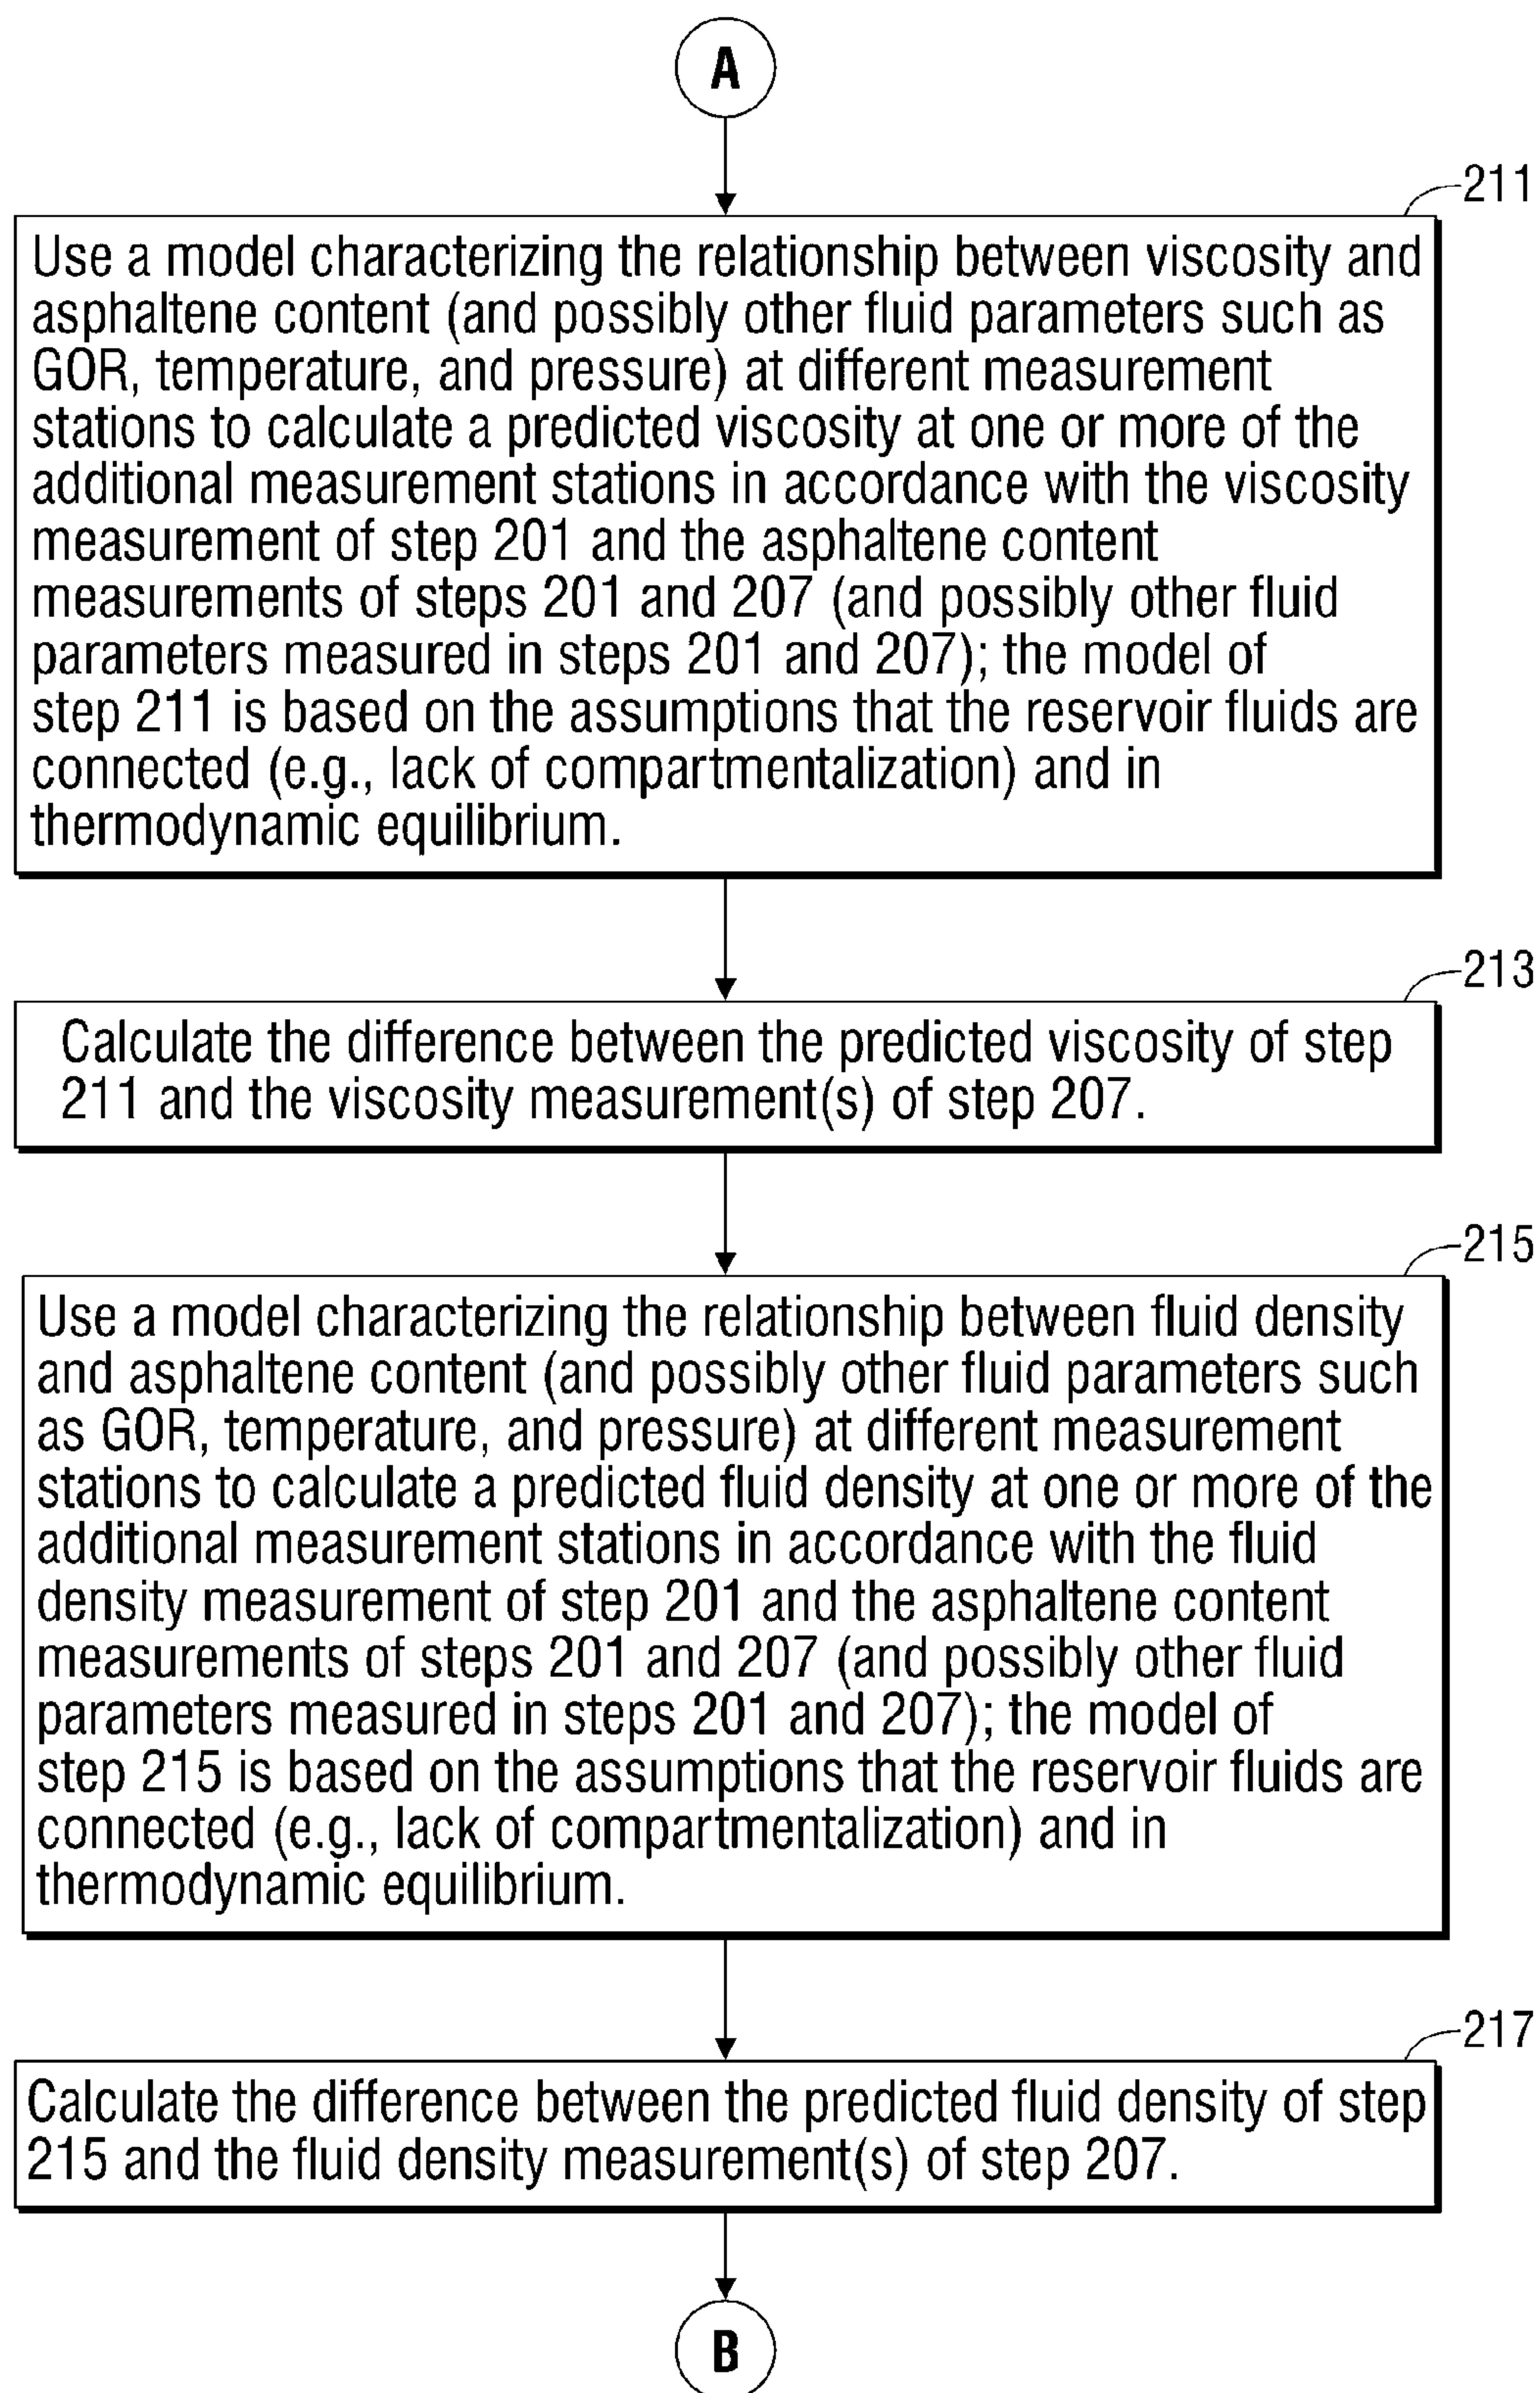 A
211
Use a model characterizing the relationship between viscosity and
asphaltene content (and possibly other fluid parameters such as
GOR, temperature, and pressure) at different measurement
stations to calculate a predicted viscosity at one or more of the
additional measurement stations in accordance with the viscosity
measurement of step 201 and the asphaltene content
measurements of steps 201 and 207 (and possibly other fluid
parameters measured in steps 201 and 207); the model of
step 211 is based on the assumptions that the reservoir fluids are
connected (e.g., lack of compartmentalization) and in
thermodynamic equilibrium.
213
Calculate the difference between the predicted viscosity of step
211 and the viscosity measurement(s) of step 207.
215
Use a model characterizing the relationship between fluid density
and asphaltene content (and possibly other fluid parameters such
as GOR, temperature, and pressure) at different measurement
stations to calculate a predicted fluid density at one or more of the
additional measurement stations in accordance with the fluid
density measurement of step 201 and the asphaltene content
measurements of steps 201 and 207 (and possibly other fluid
parameters measured in steps 201 and 207); the model of
step 215 is based on the assumptions that the reservoir fluids are
connected (e.g., lack of compartmentalization) and in
thermodynamic equilibrium.
217
Calculate the difference between the predicted fluid density of step
215 and the fluid density measurement(s) of step 207.
B